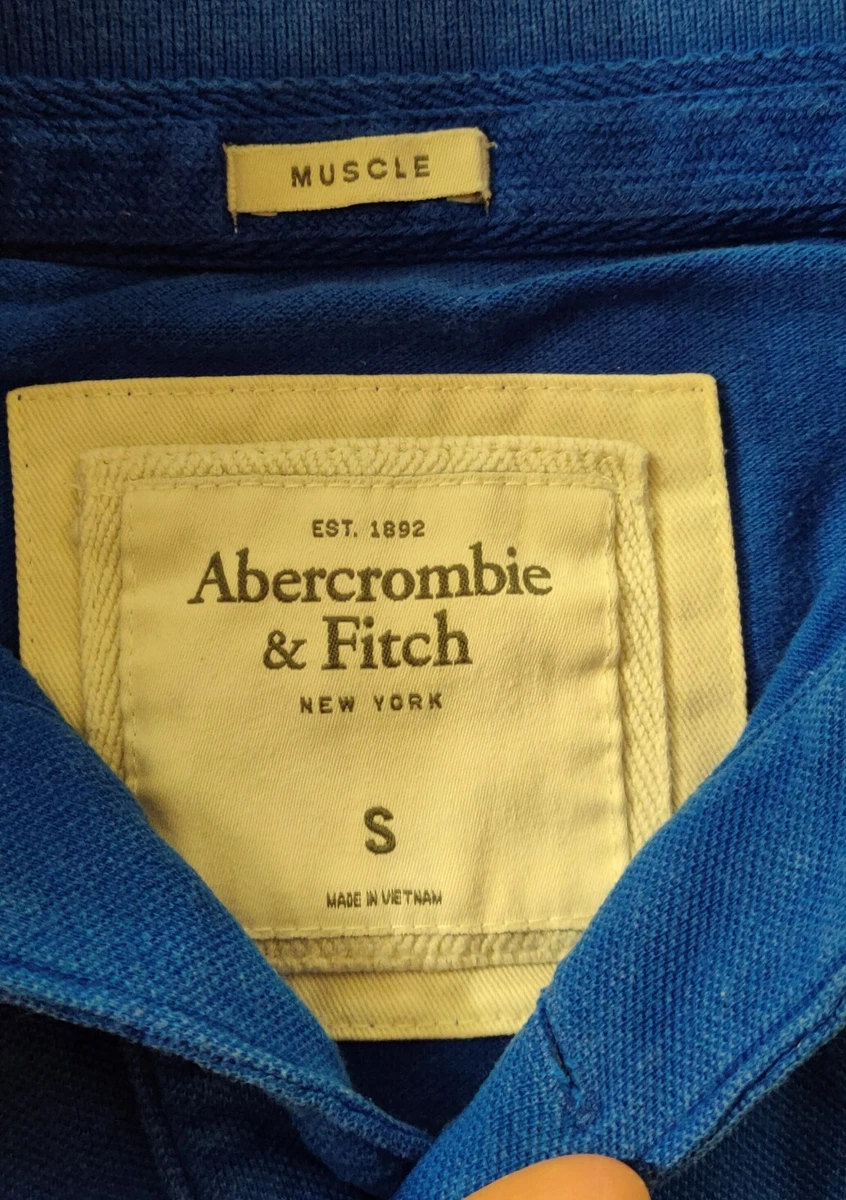 MUSCLE
EST. 1892
Abercrombie
& Fitch
NEW YORK
S
MADE IN VIETNAM